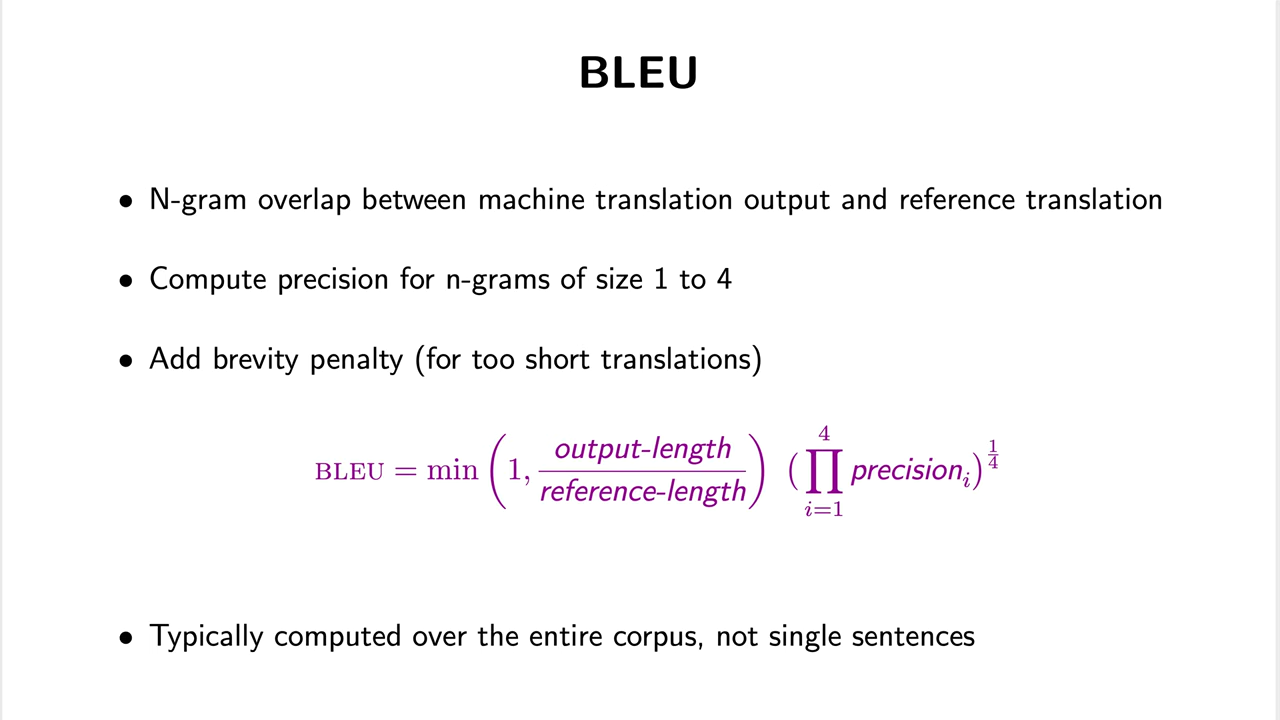 BLEU
• N-gram overlap between machine translation output and reference translation
• Compute precision for n-grams of size 1 to 4
• Add brevity penalty (for too short translations)
BLEU = min (1, output-length / reference-length) (∏_{i=1}^{4} precision_i)^{1/4}
• Typically computed over the entire corpus, not single sentences